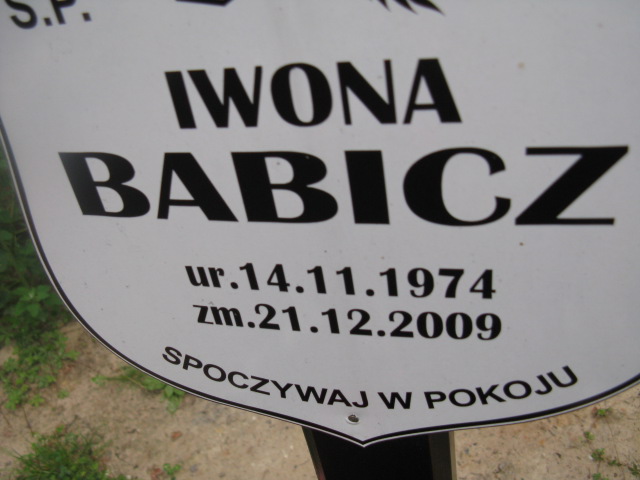 Ś.P.
IWONA
BABICZ
ur.14.11.1974
zm.21.12.2009
SPOCZYWAJ W POKOJU